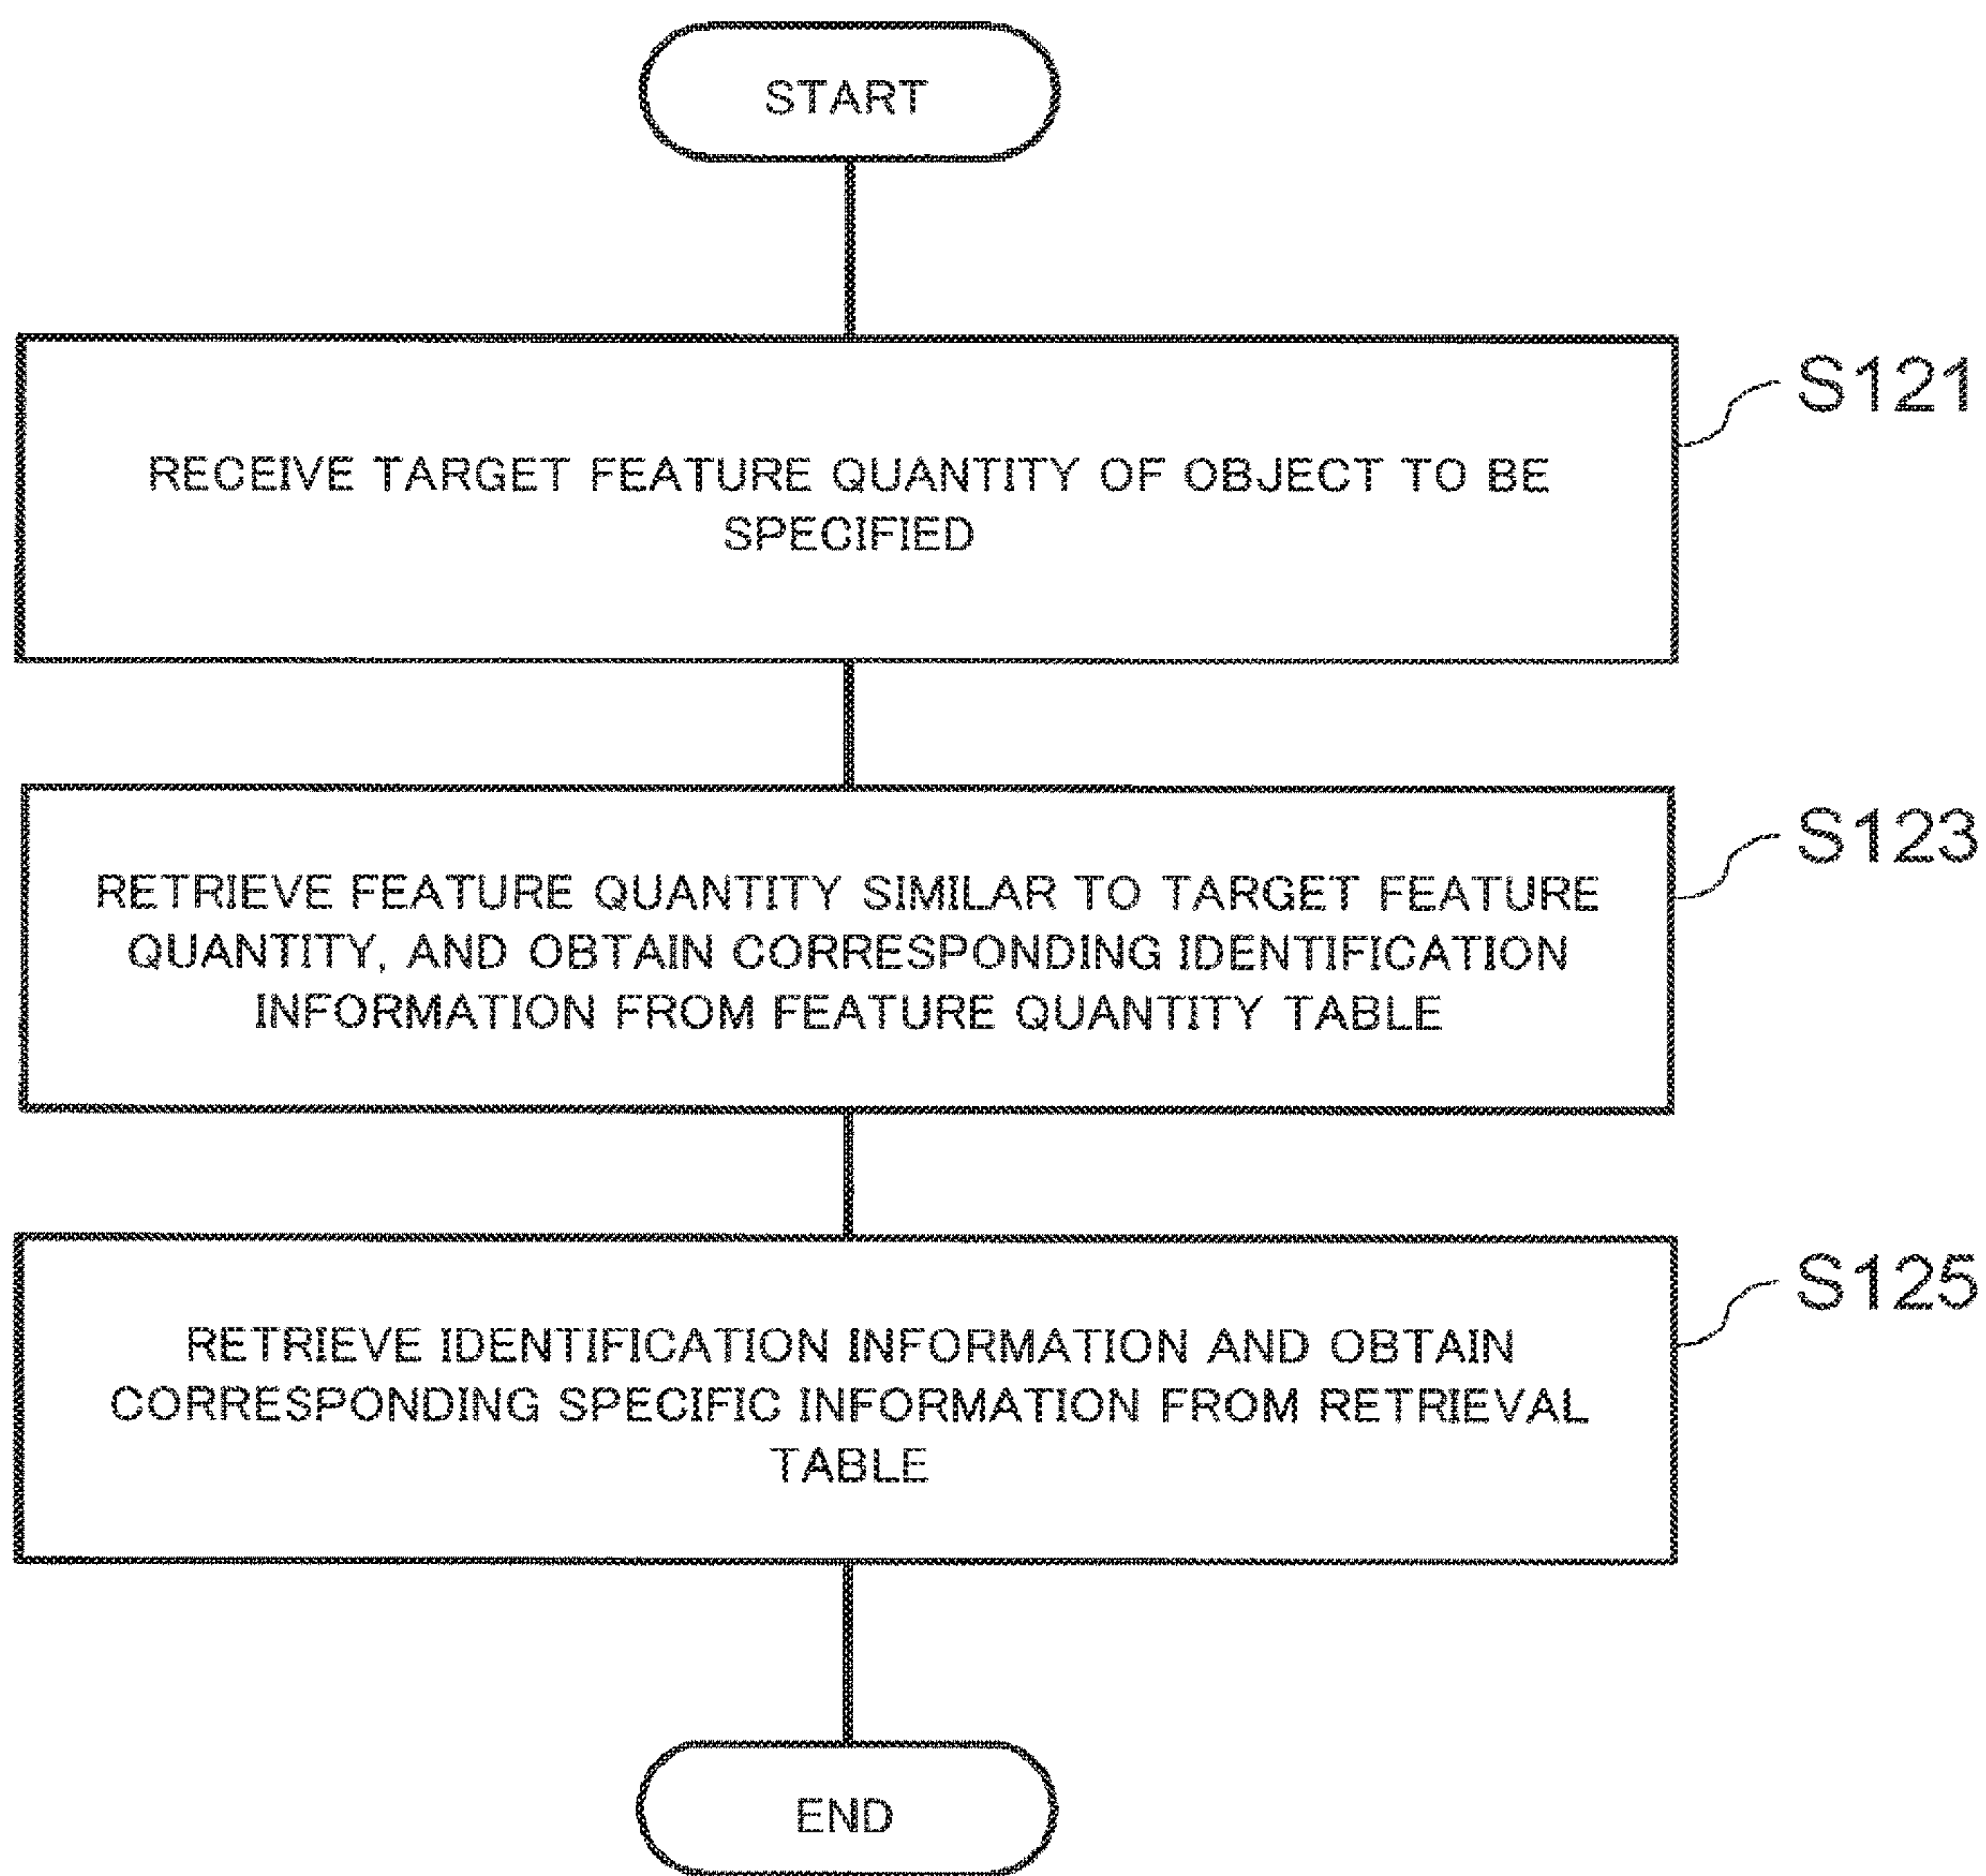 START
S121
RECEIVE TARGET FEATURE QUANTITY OF OBJECT TO BE
SPECIFIED
S123
RETRIEVE FEATURE QUANTITY SIMILAR TO TARGET FEATURE
QUANTITY, AND OBTAIN CORRESPONDING IDENTIFICATION
INFORMATION FROM FEATURE QUANTITY TABLE
S125
RETRIEVE IDENTIFICATION INFORMATION AND OBTAIN
CORRESPONDING SPECIFIC INFORMATION FROM RETRIEVAL
TABLE
END